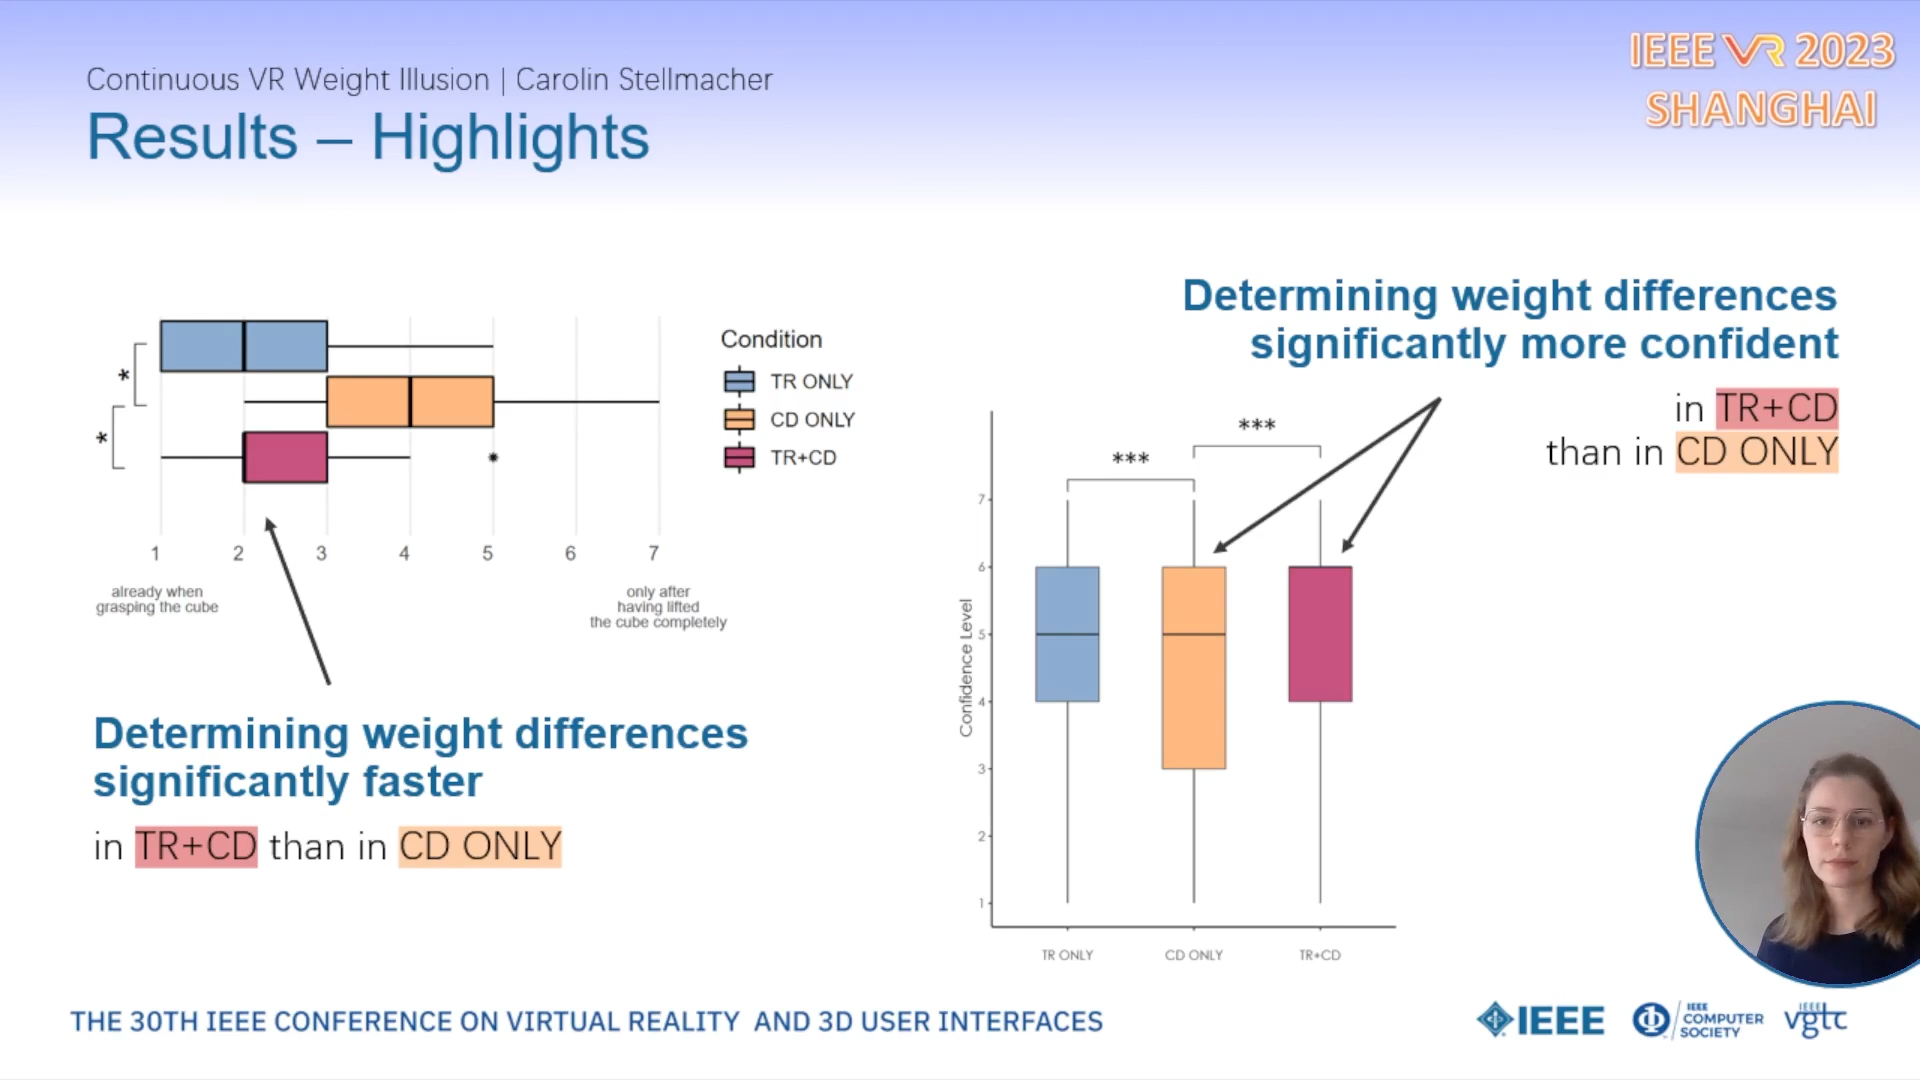 Continuous VR Weight Illusion | Carolin Stellmacher
Results – Highlights
IEEE VR 2023
SHANGHAI
*
*
1 2 3 4 5 6 7
already when
grasping the cube
only after
having lifted
the cube completely
Condition
TR ONLY
CD ONLY
TR+CD
Determining weight differences
significantly faster
in TR+CD than in CD ONLY
Determining weight differences
significantly more confident
in TR+CD
than in CD ONLY
***
***
Confidence Level
7
6
5
4
3
2
1
TR ONLY CD ONLY TR+CD
THE 30TH IEEE CONFERENCE ON VIRTUAL REALITY AND 3D USER INTERFACES
IEEE
IEEE
COMPUTER
SOCIETY
IEEE
vgtc